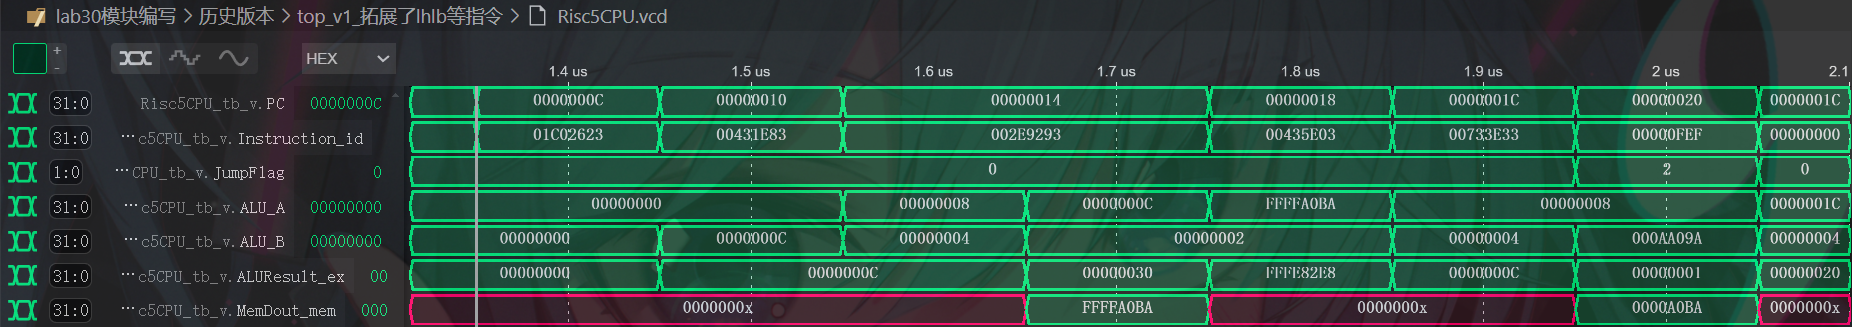 lab30模块编写 > 历史版本 > top_v1_拓展了lhlb等指令 > Risc5CPU.vcd
+ - HEX 1.4 us 1.5 us 1.6 us 1.7 us 1.8 us 1.9 us 2 us 2.1
31:0 Risc5CPU_tb_v.PC 0000000C 0000000C 00000010 00000014 00000018 0000001C 00000020 0000001C
31:0 ···c5CPU_tb_v.Instruction_id 01C02623 00431E83 002E9293 00435E03 00733E33 00000FEF 00000000
1:0 ···CPU_tb_v.JumpFlag 0 0 2 0
31:0 ···c5CPU_tb_v.ALU_A 00000000 00000000 00000008 0000000C FFFFA0BA 00000008 0000001C
31:0 ···c5CPU_tb_v.ALU_B 00000000 00000000 0000000C 00000004 00000002 00000004 000AA09A 00000004
31:0 ···c5CPU_tb_v.ALUResult_ex 00 00000000 0000000C 00000030 FFFE82E8 0000000C 00000001 00000020
31:0 ···c5CPU_tb_v.MemDout_mem 000 0000000x FFFFA0BA 0000000x 0000A0BA 0000000x